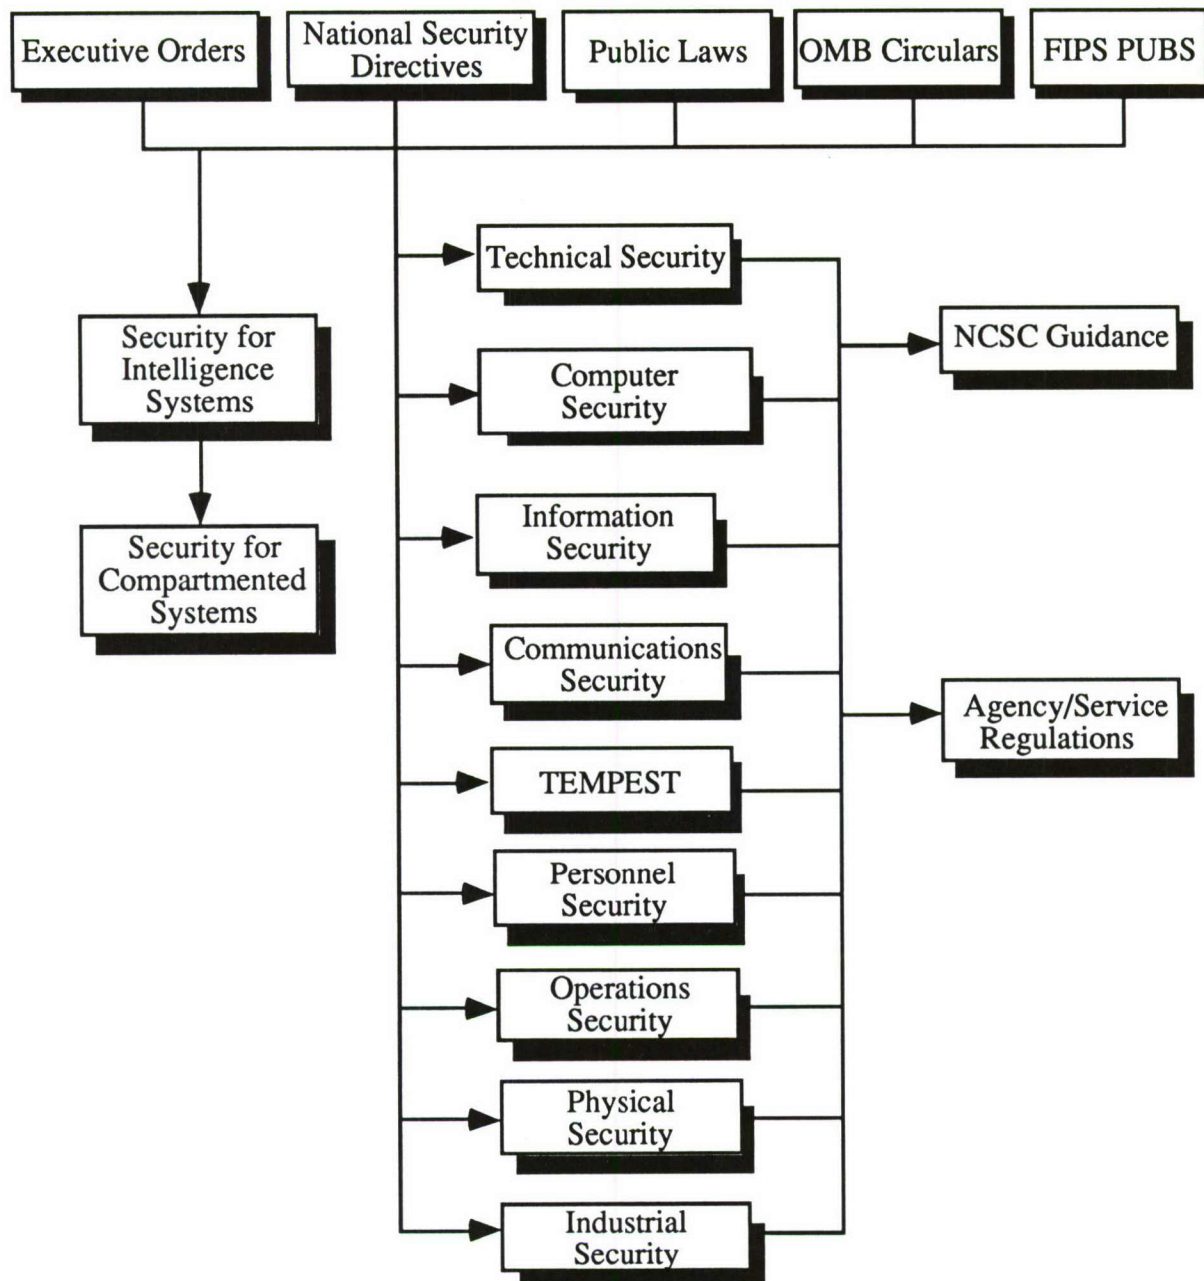 Executive Orders
National Security
Directives
Public Laws
OMB Circulars
FIPS PUBS
Technical Security
NCSC Guidance
Security for
Intelligence
Systems
Computer
Security
Information
Security
Security for
Compartmented
Systems
Communications
Security
Agency/Service
Regulations
TEMPEST
Personnel
Security
Operations
Security
Physical
Security
Industrial
Security